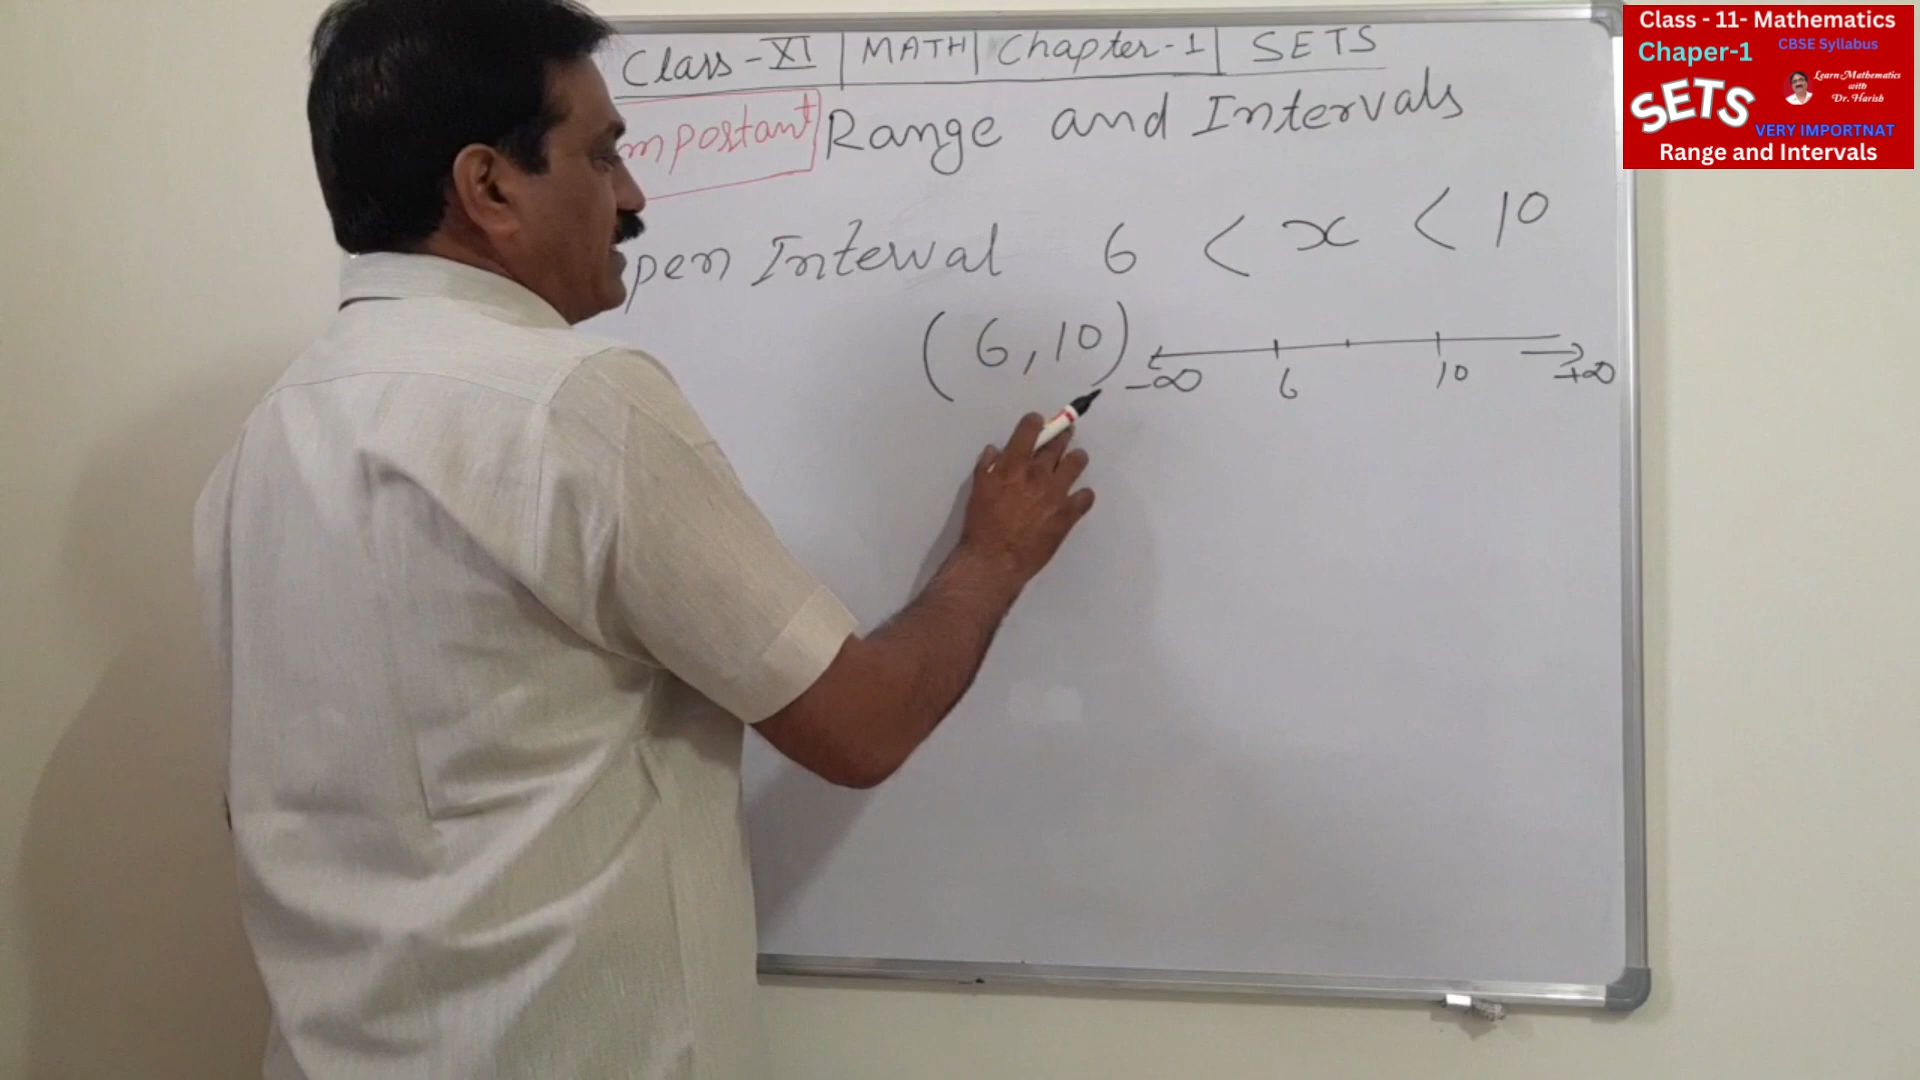 Class - XI | MATH | Chapter - 1 | SETS
mportant Range and Intervals
pen Interval 6 < x < 10
(6, 10)
-∞ 6 10 +∞
Class - 11- Mathematics
Chaper-1 CBSE Syllabus
SETS
Learn Mathematics
with
Dr. Harish
VERY IMPORTNAT
Range and Intervals